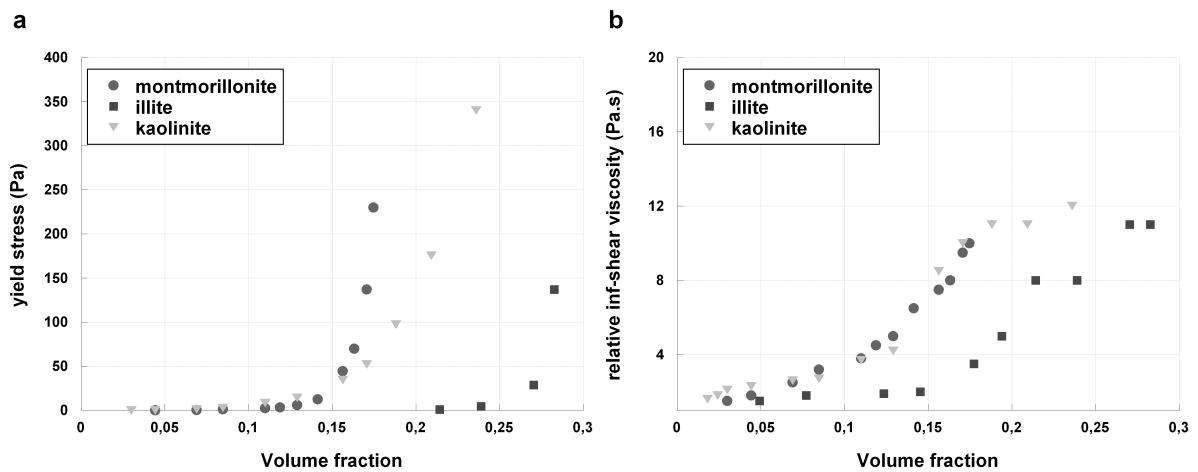 a
400
350
300
250
200
150
100
50
0
yield stress (Pa)
montmorillonite
illite
kaolinite
0
0,05
0,1
0,15
0,2
0,25
0,3
Volume fraction
b
20
16
12
8
4
relative inf-shear viscosity (Pa.s)
montmorillonite
illite
kaolinite
0
0,05
0,1
0,15
0,2
0,25
0,3
Volume fraction